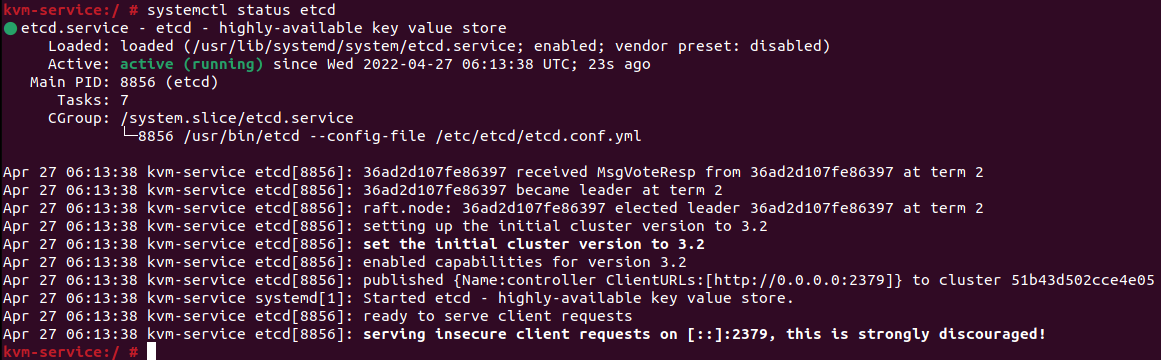 kvm-service:/ # systemctl status etcd
● etcd.service - etcd - highly-available key value store
Loaded: loaded (/usr/lib/systemd/system/etcd.service; enabled; vendor preset: disabled)
Active: active (running) since Wed 2022-04-27 06:13:38 UTC; 23s ago
Main PID: 8856 (etcd)
Tasks: 7
CGroup: /system.slice/etcd.service
└─8856 /usr/bin/etcd --config-file /etc/etcd/etcd.conf.yml
Apr 27 06:13:38 kvm-service etcd[8856]: 36ad2d107fe86397 received MsgVoteResp from 36ad2d107fe86397 at term 2
Apr 27 06:13:38 kvm-service etcd[8856]: 36ad2d107fe86397 became leader at term 2
Apr 27 06:13:38 kvm-service etcd[8856]: raft.node: 36ad2d107fe86397 elected leader 36ad2d107fe86397 at term 2
Apr 27 06:13:38 kvm-service etcd[8856]: setting up the initial cluster version to 3.2
Apr 27 06:13:38 kvm-service etcd[8856]: set the initial cluster version to 3.2
Apr 27 06:13:38 kvm-service etcd[8856]: enabled capabilities for version 3.2
Apr 27 06:13:38 kvm-service etcd[8856]: published {Name:controller ClientURLs:[http://0.0.0.0:2379]} to cluster 51b43d502cce4e05
Apr 27 06:13:38 kvm-service systemd[1]: Started etcd - highly-available key value store.
Apr 27 06:13:38 kvm-service etcd[8856]: ready to serve client requests
Apr 27 06:13:38 kvm-service etcd[8856]: serving insecure client requests on [::]:2379, this is strongly discouraged!
kvm-service:/ #